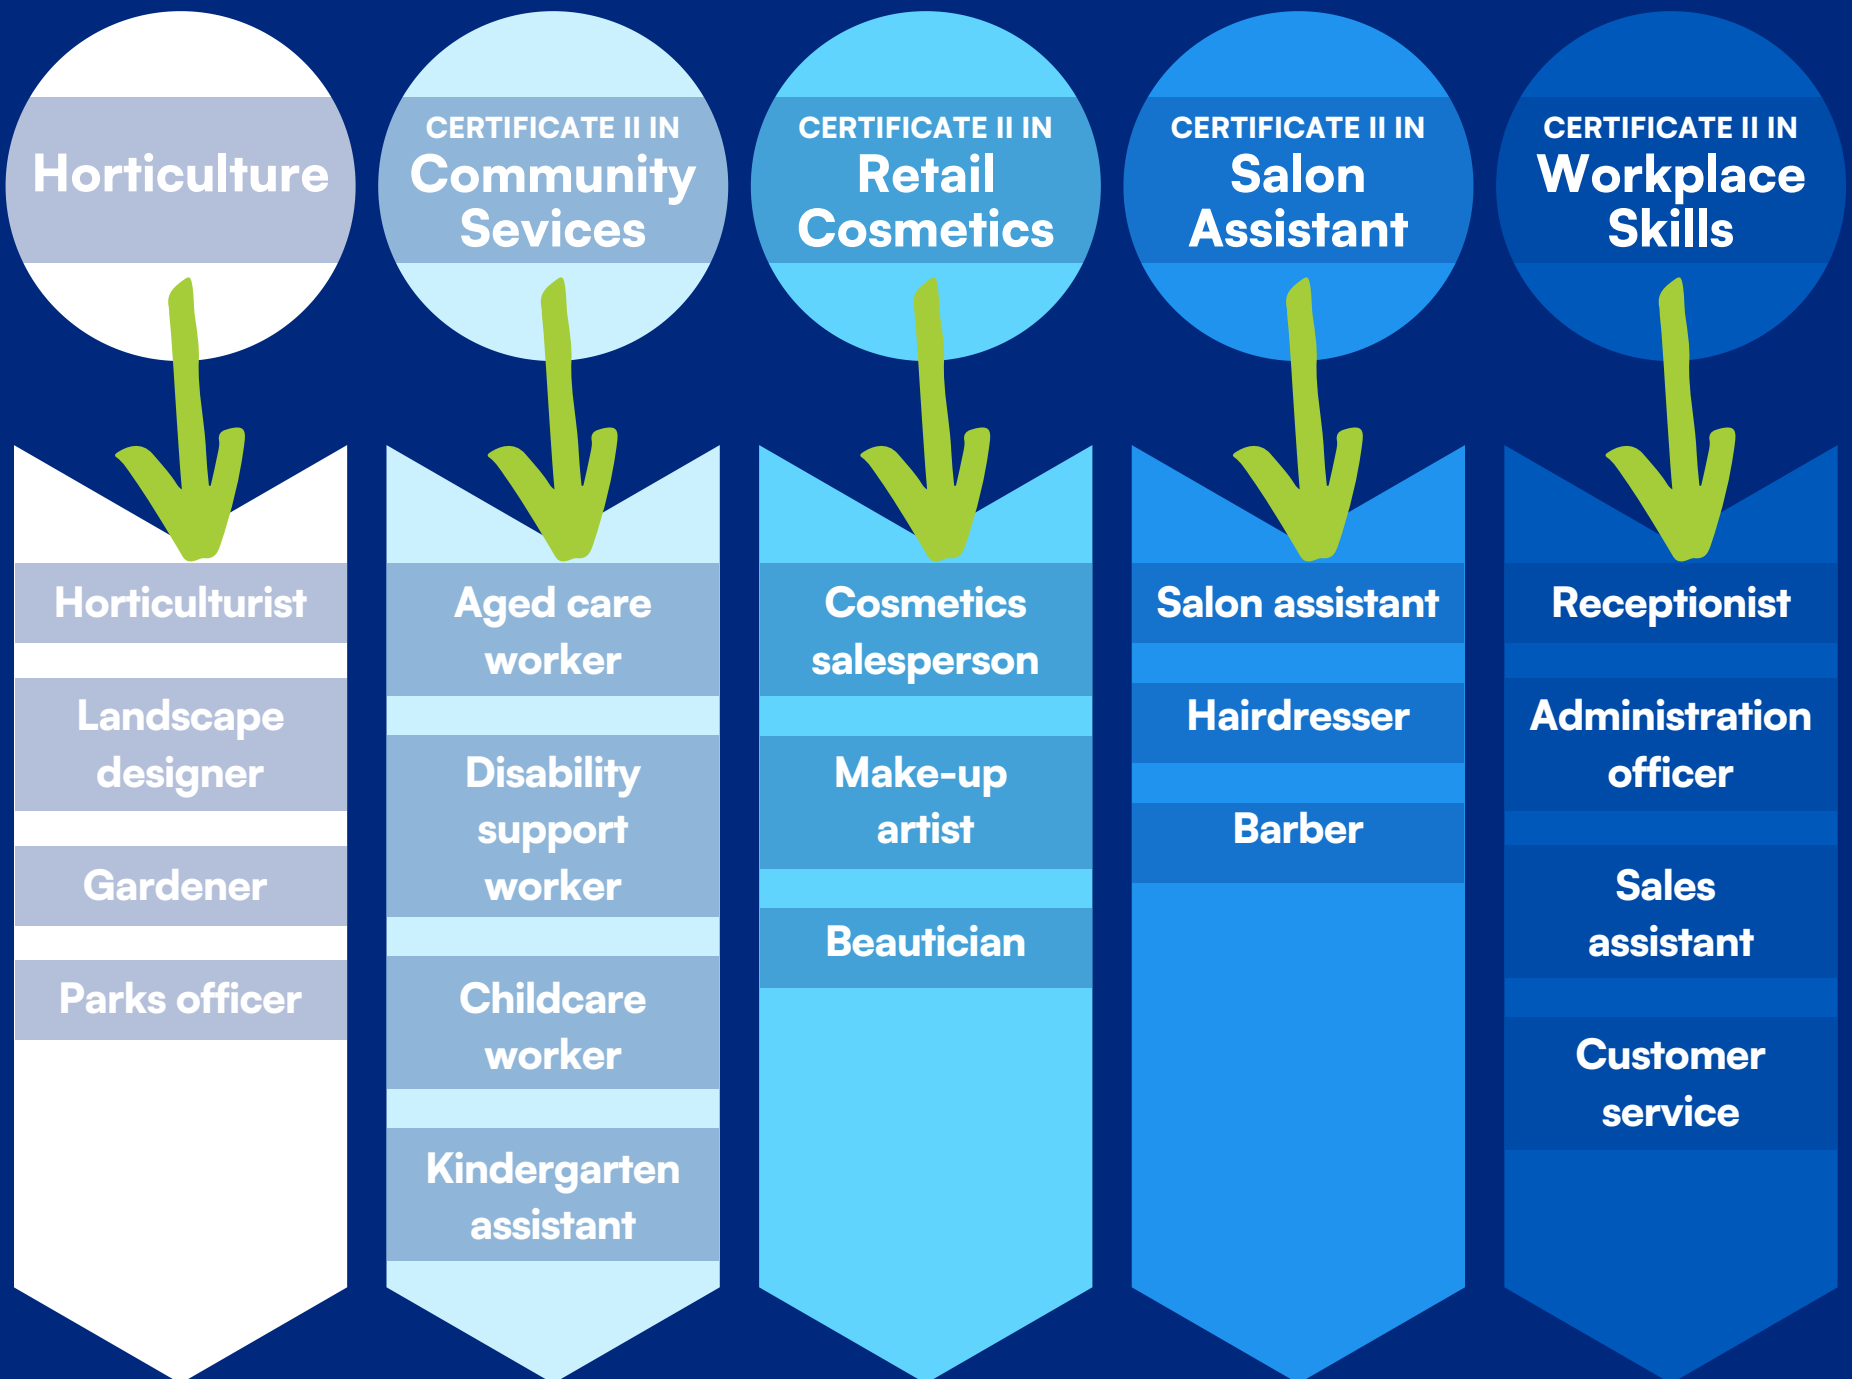 Horticulture
CERTIFICATE II IN
Community
Sevices
CERTIFICATE II IN
Retail
Cosmetics
CERTIFICATE II IN
Salon
Assistant
CERTIFICATE II IN
Workplace
Skills
Horticulturist
Landscape
designer
Gardener
Parks officer
Aged care
worker
Disability
support
worker
Childcare
worker
Kindergarten
assistant
Cosmetics
salesperson
Make-up
artist
Beautician
Salon assistant
Hairdresser
Barber
Receptionist
Administration
officer
Sales
assistant
Customer
service